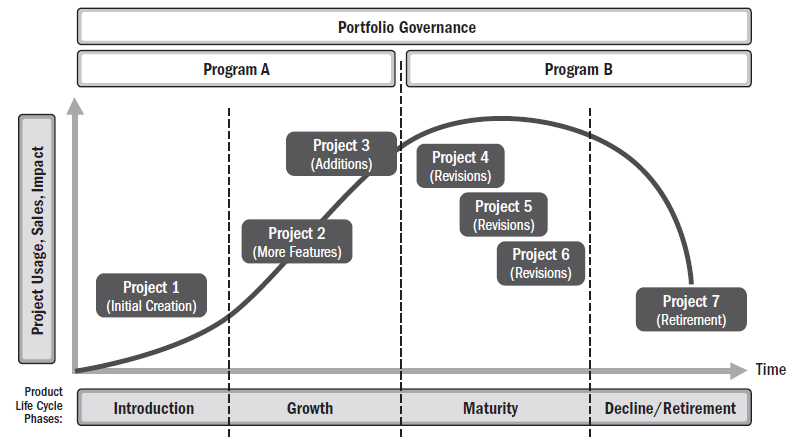 Portfolio Governance
Program A
Program B
Project Usage, Sales, Impact
Project 3
(Additions)
Project 4
(Revisions)
Project 5
(Revisions)
Project 2
(More Features)
Project 6
(Revisions)
Project 1
(Initial Creation)
Project 7
(Retirement)
Time
Product
Life Cycle
Phases:
Introduction
Growth
Maturity
Decline/Retirement